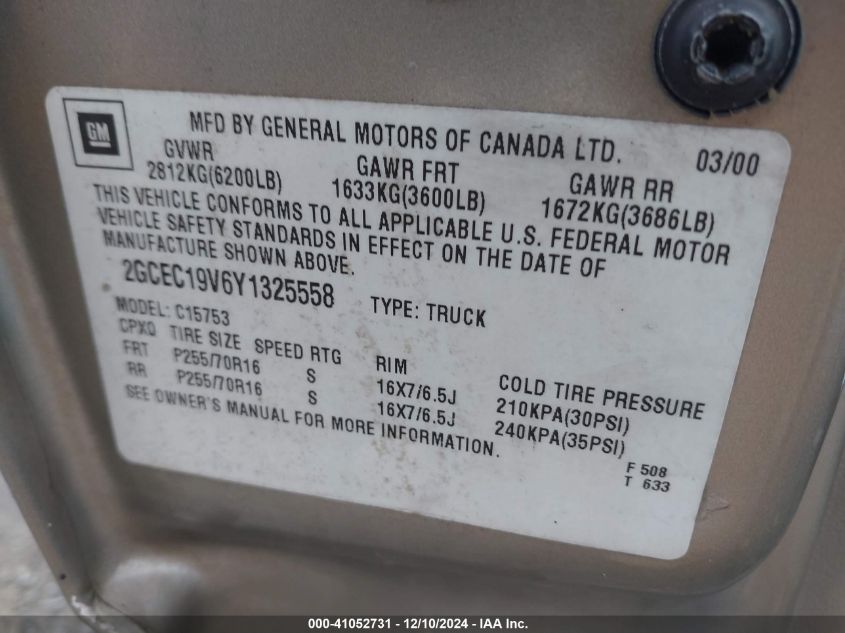 GM
MFD BY GENERAL MOTORS OF CANADA LTD. 03/00
GVWR GAWR FRT GAWR RR
2812KG(6200LB) 1633KG(3600LB) 1672KG(3686LB)
THIS VEHICLE CONFORMS TO ALL APPLICABLE U.S. FEDERAL MOTOR
VEHICLE SAFETY STANDARDS IN EFFECT ON THE DATE OF
MANUFACTURE SHOWN ABOVE.
2GCEC19V6Y1325558 TYPE: TRUCK
MODEL: C15753
CPXQ TIRE SIZE SPEED RTG RIM COLD TIRE PRESSURE
FRT P255/70R16 S 16X7/6.5J 210KPA(30PSI)
RR P255/70R16 S 16X7/6.5J 240KPA(35PSI)
SEE OWNER'S MANUAL FOR MORE INFORMATION.
F 508
T 633
000-41052731 - 12/10/2024 - IAA Inc.